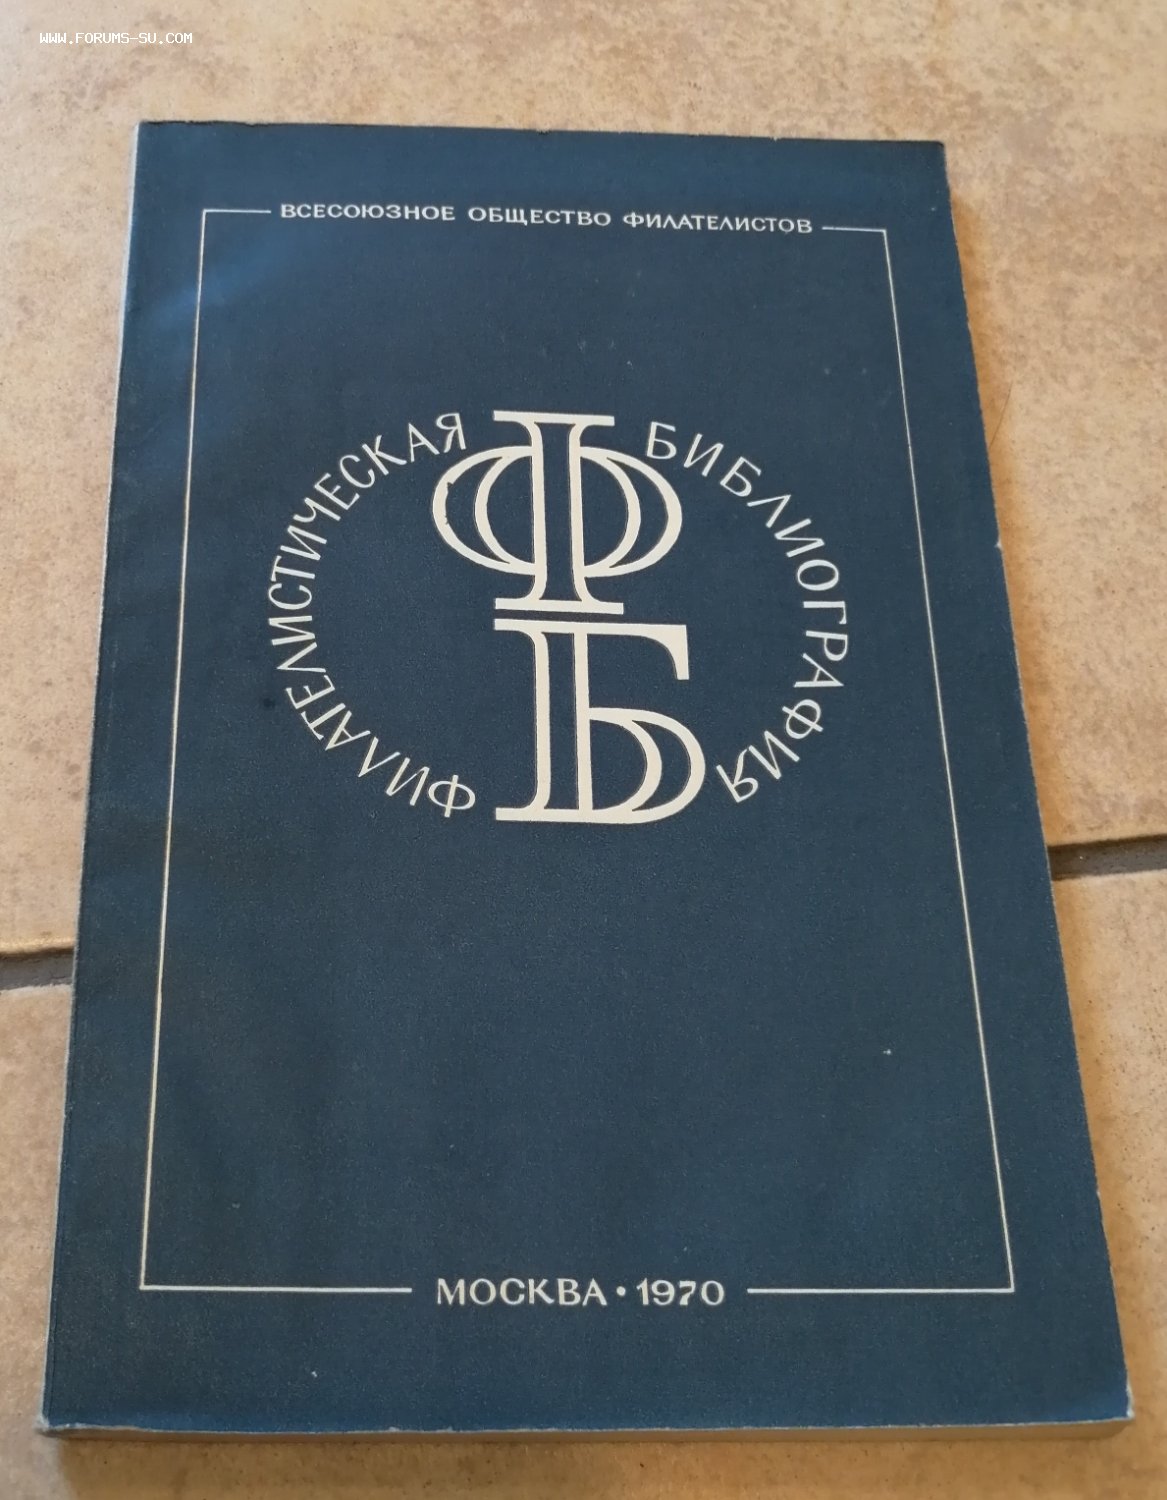 WWW.FORUMS-SU.COM
ВСЕСОЮЗНОЕ ОБЩЕСТВО ФИЛАТЕЛИСТОВ
ФИЛАТЕЛИСТИЧЕСКАЯ БИБЛИОГРАФИЯ
Ф
Б
МОСКВА • 1970